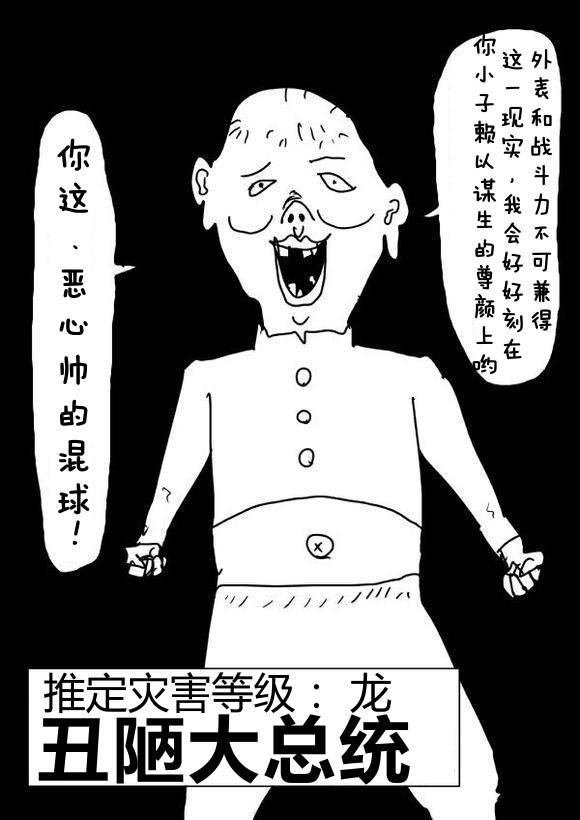 外表和战斗力不可兼得
这一现实，我会好好刻在
你小子赖以谋生的尊颜上哟
你这、恶心帅的混球！
推定灾害等级：龙
丑陋大总统